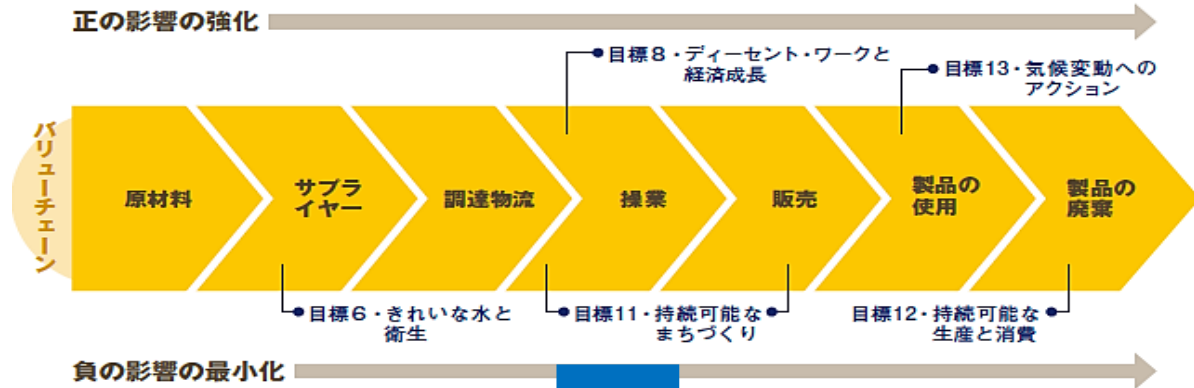 正の影響の強化
目標8・ディーセント・ワークと
経済成長
目標13・気候変動への
アクション
バリューチェーン
原材料
サプラ
イヤー
調達物流
操業
販売
製品の
使用
製品の
廃棄
目標6・きれいな水と
衛生
目標11・持続可能な
まちづくり
目標12・持続可能な
生産と消費
負の影響の最小化